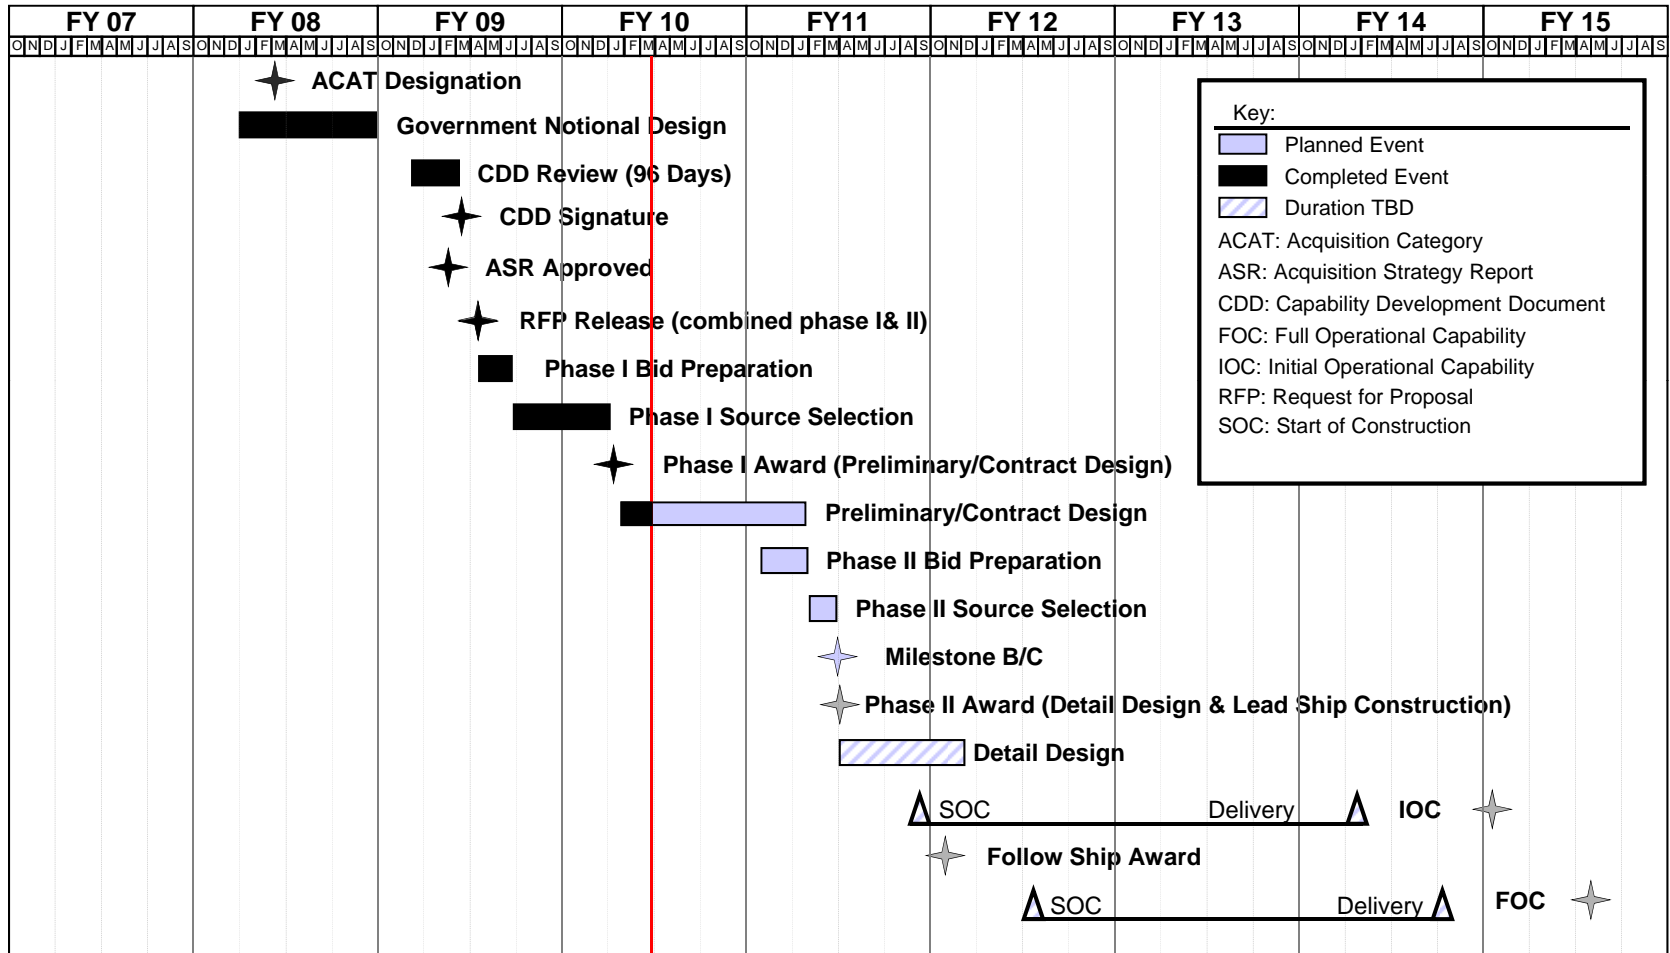 FY 07 FY 08 FY 09 FY 10 FY11 FY 12 FY 13 FY 14 FY 15
O N D J F M A M J J A S O N D J F M A M J J A S O N D J F M A M J J A S O N D J F M A M J J A S O N D J F M A M J J A S O N D J F M A M J J A S O N D J F M A M J J A S O N D J F M A M J J A S O N D J F M A M J J A S
ACAT Designation
Government Notional Design
CDD Review (96 Days)
CDD Signature
ASR Approved
RFP Release (combined phase I& II)
Phase I Bid Preparation
Phase I Source Selection
Phase I Award (Preliminary/Contract Design)
Preliminary/Contract Design
Phase II Bid Preparation
Phase II Source Selection
Milestone B/C
Phase II Award (Detail Design & Lead Ship Construction)
Detail Design
SOC Delivery IOC
Follow Ship Award
SOC Delivery FOC
Key:
Planned Event
Completed Event
Duration TBD
ACAT: Acquisition Category
ASR: Acquisition Strategy Report
CDD: Capability Development Document
FOC: Full Operational Capability
IOC: Initial Operational Capability
RFP: Request for Proposal
SOC: Start of Construction